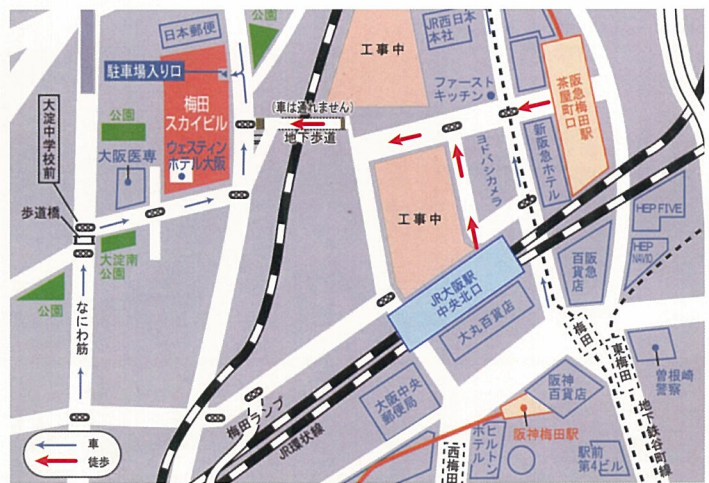 公園
日本郵便
駐車場入り口
梅田
スカイビル
ウェスティン
ホテル大阪
大淀中学校前
公園
大阪医専
歩道橋
大淀南
公園
公園
なにわ筋
車
徒歩
工事中
(車は通れません)
地下歩道
JR西日本
本社
ファースト
キッチン
阪急梅田駅
茶屋町口
新阪急ホテル
ヨドバシカメラ
工事中
HEP FIVE
HEP
NAVIO
阪急
百貨店
JR大阪駅
中央北口
大丸百貨店
梅田
東梅田
曽根崎
警察
地下鉄谷町線
阪神
百貨店
阪神梅田駅
大阪中央
郵便局
梅田ランプ
JR環状線
ヒルトン
ホテル
西梅田
駅前
第4ビル